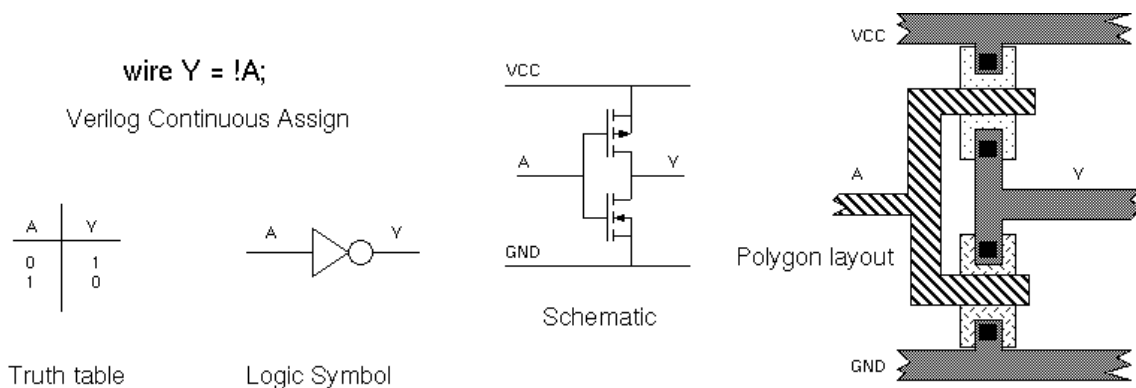 wire Y = !A;
Verilog Continuous Assign
A Y
0 1
1 0
Truth table
A Y
Logic Symbol
VCC
A Y
GND
Schematic
VCC
A Y
Polygon layout
GND